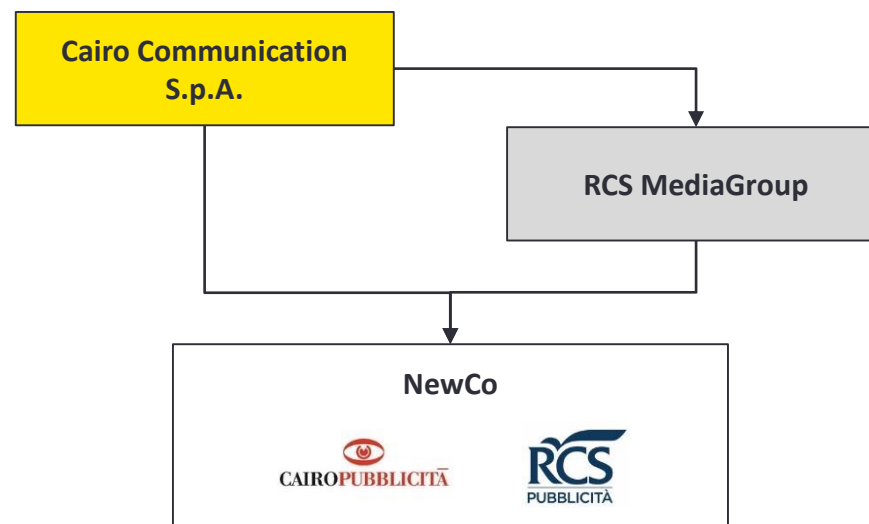 Cairo Communication
S.p.A.
RCS MediaGroup
NewCo
CAIROPUBBLICITÀ
RCS
PUBBLICITÀ